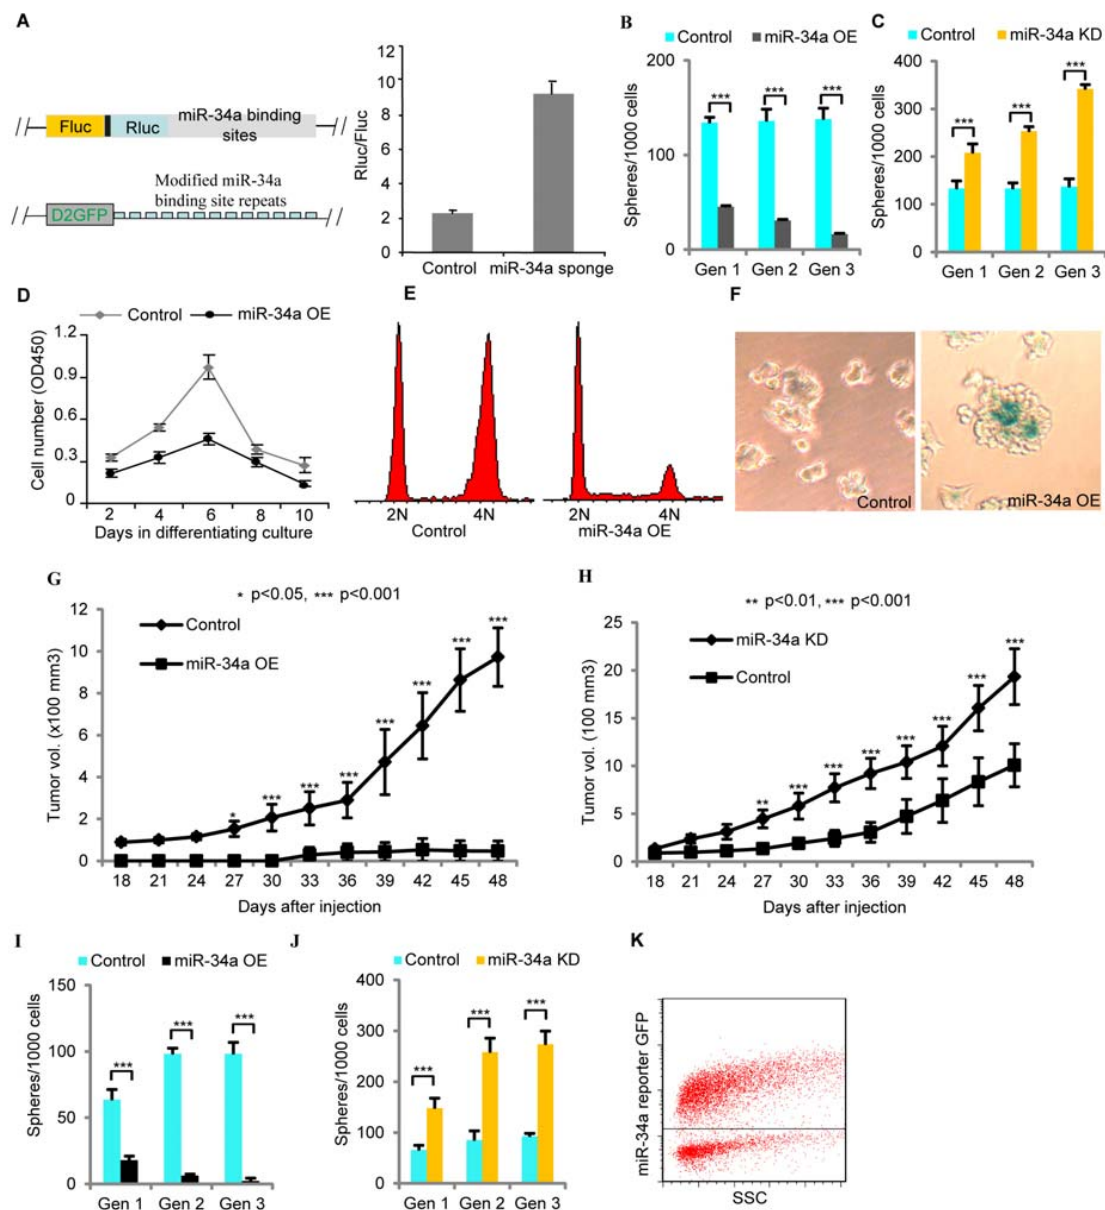 A
Fluc
Rluc
miR-34a binding
sites
Modified miR-34a
binding site repeats
D2GFP
Rluc/Fluc
12
10
8
6
4
2
0
Control
miR-34a sponge
B
Control
miR-34a OE
Spheres/1000 cells
200
100
0
***
***
***
Gen 1
Gen 2
Gen 3
C
Control
miR-34a KD
Spheres/1000 cells
400
300
200
100
0
***
***
***
Gen 1
Gen 2
Gen 3
D
Control
miR-34a OE
Cell number (OD450)
1.2
0.9
0.6
0.3
0
2
4
6
8
10
Days in differentiating culture
E
2N
4N
Control
2N
4N
miR-34a OE
F
Control
miR-34a OE
G
* p<0.05, *** p<0.001
Control
miR-34a OE
Tumor vol. (x100 mm3)
12
10
8
6
4
2
0
*
***
***
***
***
***
***
***
18
21
24
27
30
33
36
39
42
45
48
Days after injection
H
** p<0.01, *** p<0.001
miR-34a KD
Control
Tumor vol. (100 mm3)
25
20
15
10
5
0
**
***
***
***
***
***
***
***
18
21
24
27
30
33
36
39
42
45
48
Days after injection
I
Control
miR-34a OE
Spheres/1000 cells
150
100
50
0
***
***
***
Gen 1
Gen 2
Gen 3
J
Control
miR-34a KD
Spheres/1000 cells
400
300
200
100
0
***
***
***
Gen 1
Gen 2
Gen 3
K
miR-34a reporter GFP
SSC